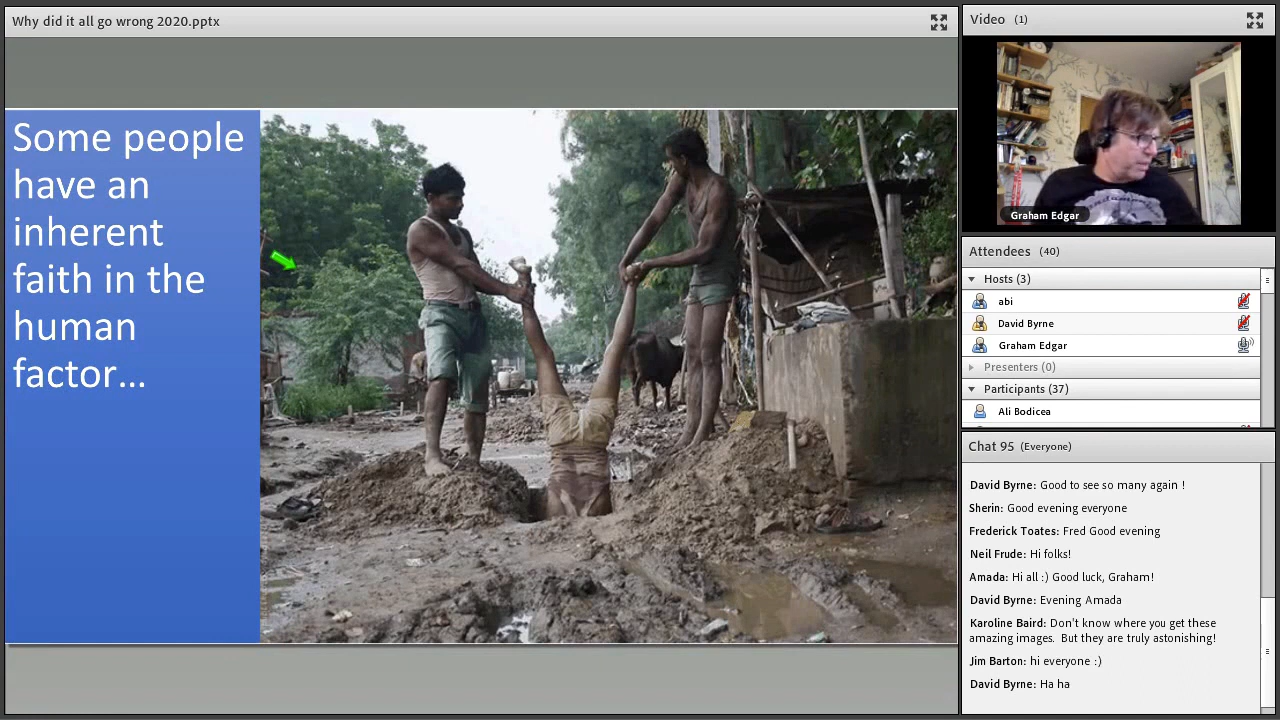 Why did it all go wrong 2020.pptx
Some people
have an
inherent
faith in the
human
factor...
Video (1)
Graham Edgar
Attendees (40)
Hosts (3)
abi
David Byrne
Graham Edgar
Presenters (0)
Participants (37)
Ali Bodicea
Chat 95 (Everyone)
David Byrne: Good to see so many again !
Sherin: Good evening everyone
Frederick Toates: Fred Good evening
Neil Frude: Hi folks!
Amada: Hi all :) Good luck, Graham!
David Byrne: Evening Amada
Karoline Baird: Don't know where you get these
amazing images. But they are truly astonishing!
Jim Barton: hi everyone :)
David Byrne: Ha ha